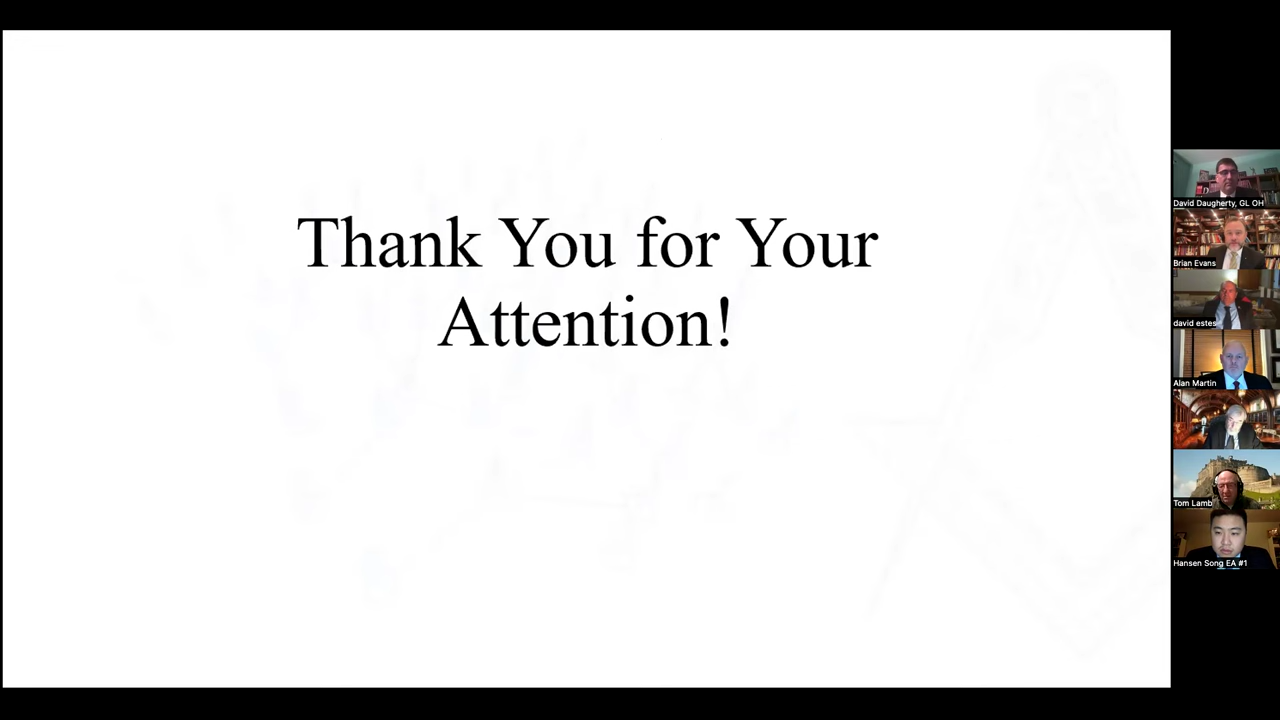 Thank You for Your
Attention!
David Daugherty, GL OH
Brian Evans
david estes
Alan Martin
Tom Lamb
Hansen Song EA #1